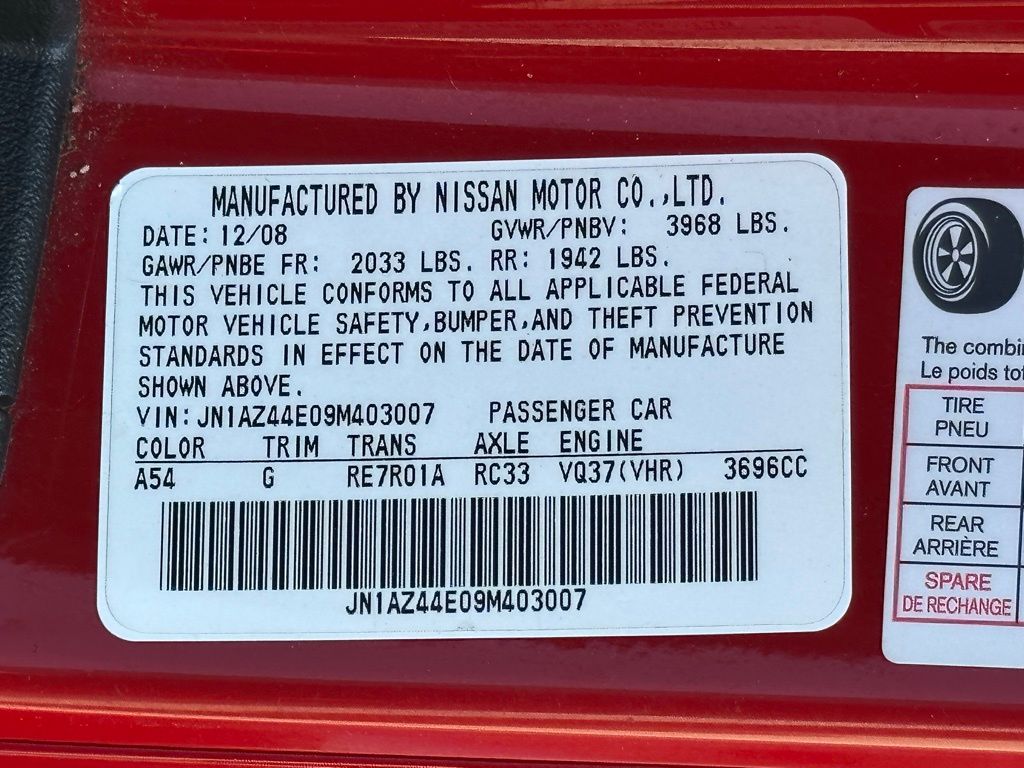 MANUFACTURED BY NISSAN MOTOR CO.,LTD.
DATE: 12/08 GVWR/PNBV: 3968 LBS.
GAWR/PNBE FR: 2033 LBS. RR: 1942 LBS.
THIS VEHICLE CONFORMS TO ALL APPLICABLE FEDERAL
MOTOR VEHICLE SAFETY,BUMPER,AND THEFT PREVENTION
STANDARDS IN EFFECT ON THE DATE OF MANUFACTURE
SHOWN ABOVE.
VIN: JN1AZ44E09M403007 PASSENGER CAR
COLOR TRIM TRANS AXLE ENGINE
A54 G RE7R01A RC33 VQ37(VHR) 3696CC
JN1AZ44E09M403007
The
Le poids
TIRE
PNEU
FRONT
AVANT
REAR
ARRIÈRE
SPARE
DE RECHANGE